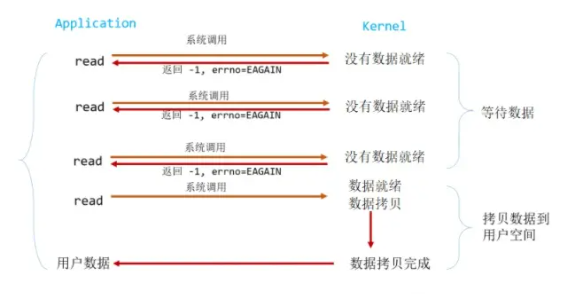 Application Kernel
系统调用
read 没有数据就绪
返回 -1, errno=EAGAIN
系统调用
read 没有数据就绪
返回 -1, errno=EAGAIN
等待数据
系统调用
read 没有数据就绪
返回 -1, errno=EAGAIN
系统调用
数据就绪
read 数据拷贝
拷贝数据到
用户空间
用户数据 数据拷贝完成